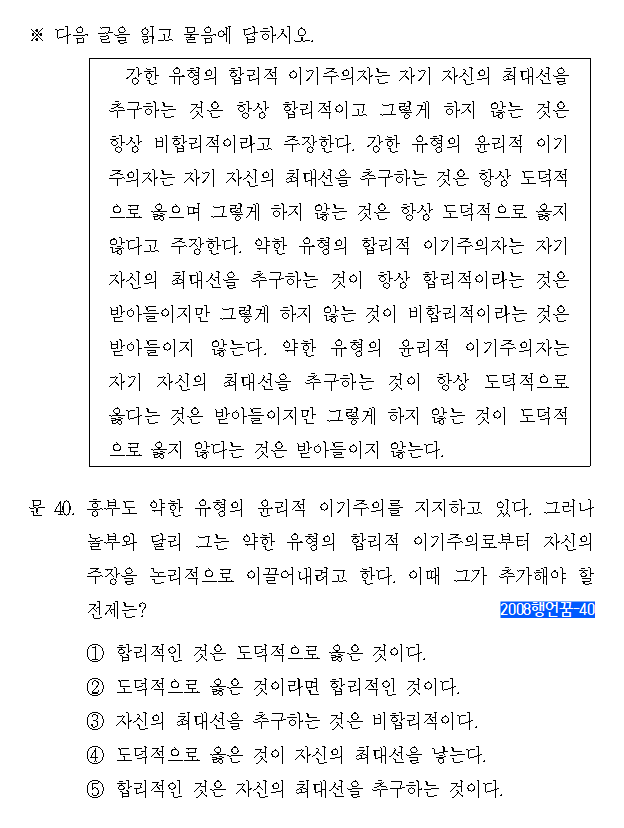 ※ 다음 글을 읽고 물음에 답하시오.
강한 유형의 합리적 이기주의자는 자기 자신의 최대선을
추구하는 것은 항상 합리적이고 그렇게 하지 않는 것은
항상 비합리적이라고 주장한다. 강한 유형의 윤리적 이기
주의자는 자기 자신의 최대선을 추구하는 것은 항상 도덕적
으로 옳으며 그렇게 하지 않는 것은 항상 도덕적으로 옳지
않다고 주장한다. 약한 유형의 합리적 이기주의자는 자기
자신의 최대선을 추구하는 것이 항상 합리적이라는 것은
받아들이지만 그렇게 하지 않는 것이 비합리적이라는 것은
받아들이지 않는다. 약한 유형의 윤리적 이기주의자는
자기 자신의 최대선을 추구하는 것이 항상 도덕적으로
옳다는 것은 받아들이지만 그렇게 하지 않는 것이 도덕적
으로 옳지 않다는 것은 받아들이지 않는다.
문 40. 흥부도 약한 유형의 윤리적 이기주의를 지지하고 있다. 그러나
놀부와 달리 그는 약한 유형의 합리적 이기주의로부터 자신의
주장을 논리적으로 이끌어내려고 한다. 이때 그가 추가해야 할
전제는? 2008행언꿈-40
① 합리적인 것은 도덕적으로 옳은 것이다.
② 도덕적으로 옳은 것이라면 합리적인 것이다.
③ 자신의 최대선을 추구하는 것은 비합리적이다.
④ 도덕적으로 옳은 것이 자신의 최대선을 낳는다.
⑤ 합리적인 것은 자신의 최대선을 추구하는 것이다.